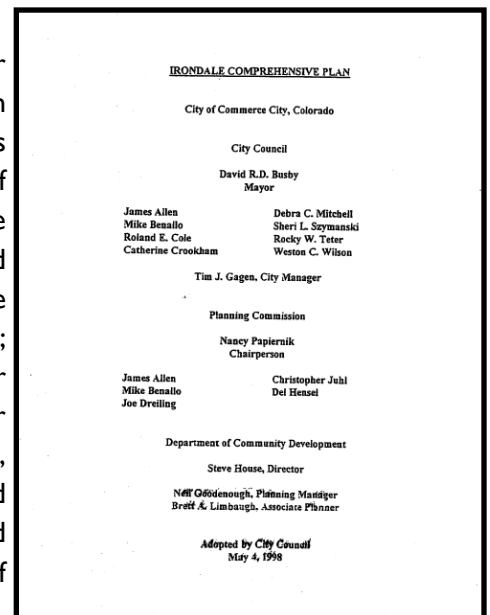 IRONDALE COMPREHENSIVE PLAN
City of Commerce City, Colorado
City Council
David R.D. Busby
Mayor
James Allen
Mike Benallo
Roland E. Cole
Catherine Crookham
Debra C. Mitchell
Sheri L. Szymanski
Rocky W. Teter
Weston C. Wilson
Tim J. Gagen, City Manager
Planning Commission
Nancy Papiernik
Chairperson
James Allen
Mike Benallo
Joe Dreiling
Christopher Juhl
Del Hensel
Department of Community Development
Steve House, Director
Neil Goodenough, Planning Manager
Brett A. Limbaugh, Associate Planner
Adopted by City Council
May 4, 1998